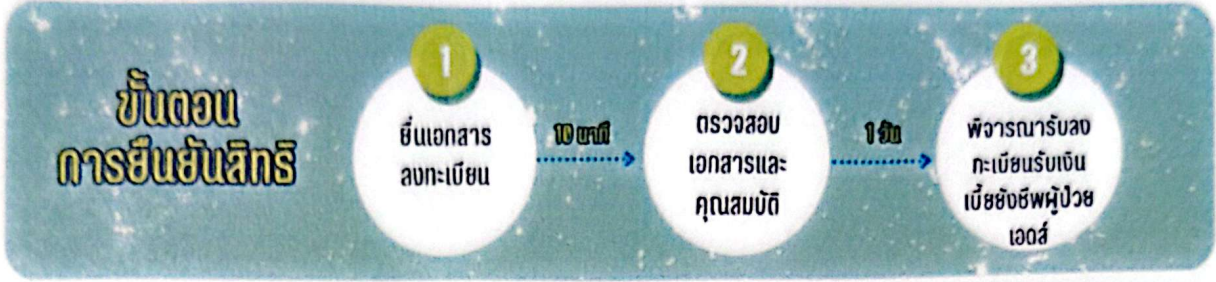 ขั้นตอน
การยืนยันสิทธิ
1
ยื่นเอกสาร
ลงทะเบียน
10 นาที
2
ตรวจสอบ
เอกสารและ
คุณสมบัติ
1 วัน
3
พิจารณารับลง
ทะเบียนรับเงิน
เบี้ยยังชีพผู้ป่วย
เอดส์